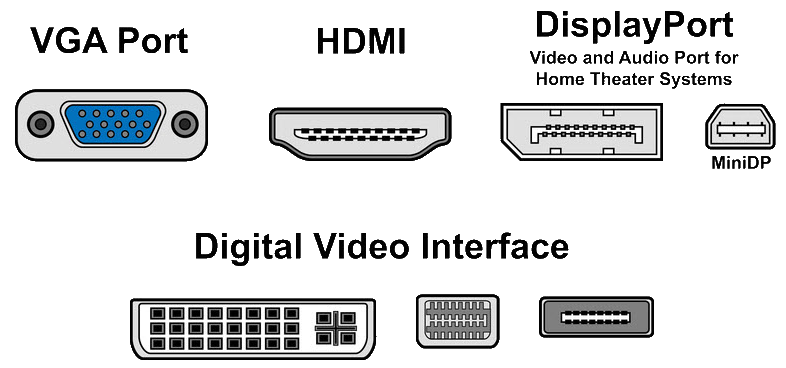 VGA Port
HDMI
DisplayPort
Video and Audio Port for
Home Theater Systems
MiniDP
Digital Video Interface